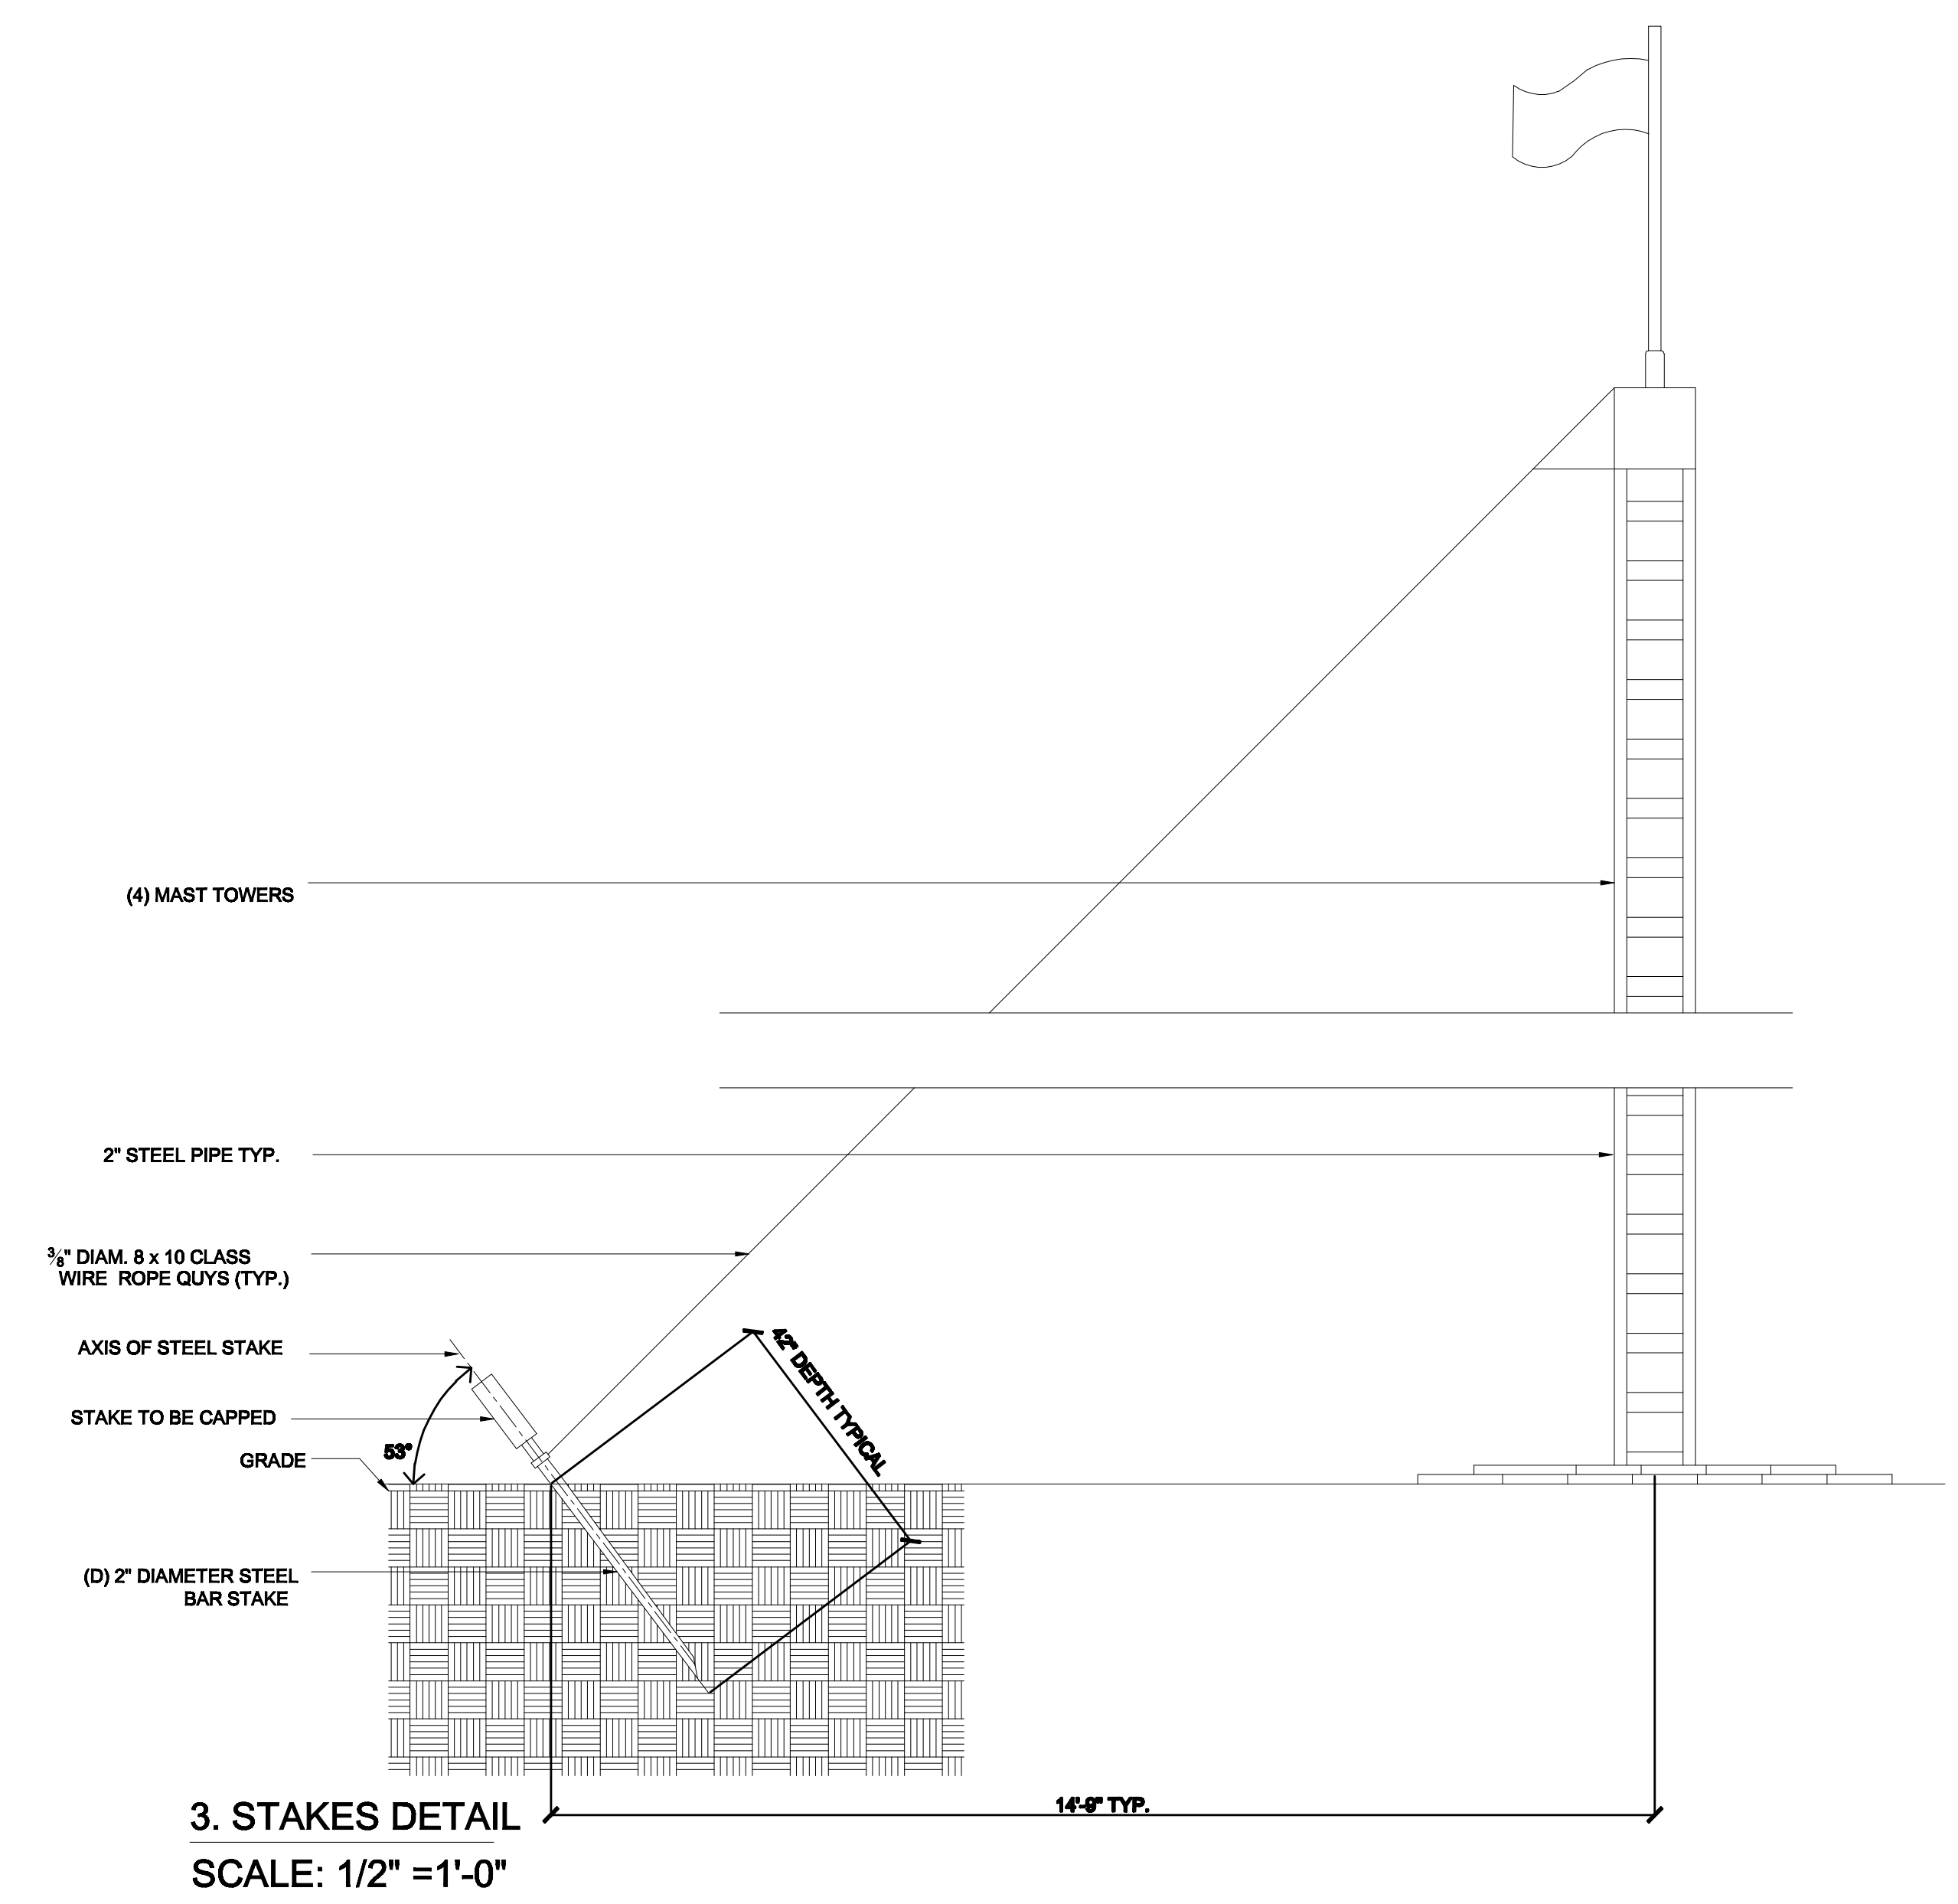 (4) MAST TOWERS
2" STEEL PIPE TYP.
⅜" DIAM. 8 x 10 CLASS
WIRE ROPE QUYS (TYP.)
AXIS OF STEEL STAKE
42" DEPTH TYPICAL
STAKE TO BE CAPPED
53°
GRADE
(D) 2" DIAMETER STEEL
BAR STAKE
14'-9" TYP.
3. STAKES DETAIL
SCALE: 1/2" =1'-0"